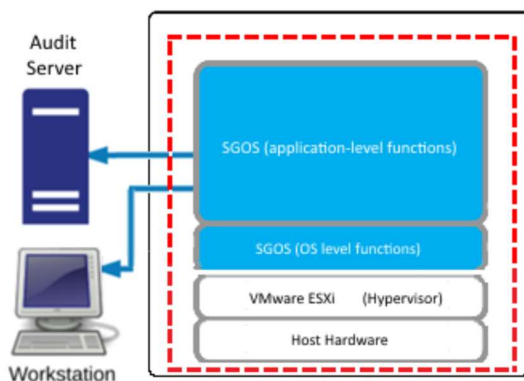 Audit
Server
SGOS (application-level functions)
SGOS (OS level functions)
VMware ESXi (Hypervisor)
Host Hardware
Workstation